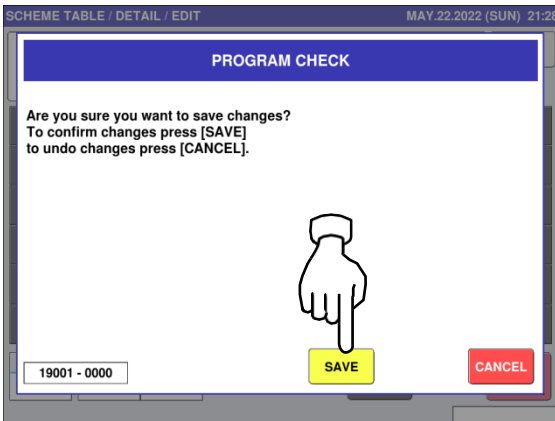 SCHEME TABLE / DETAIL / EDIT MAY.22.2022 (SUN) 21:28
PROGRAM CHECK
Are you sure you want to save changes?
To confirm changes press [SAVE]
to undo changes press [CANCEL].
19001 - 0000
SAVE
CANCEL